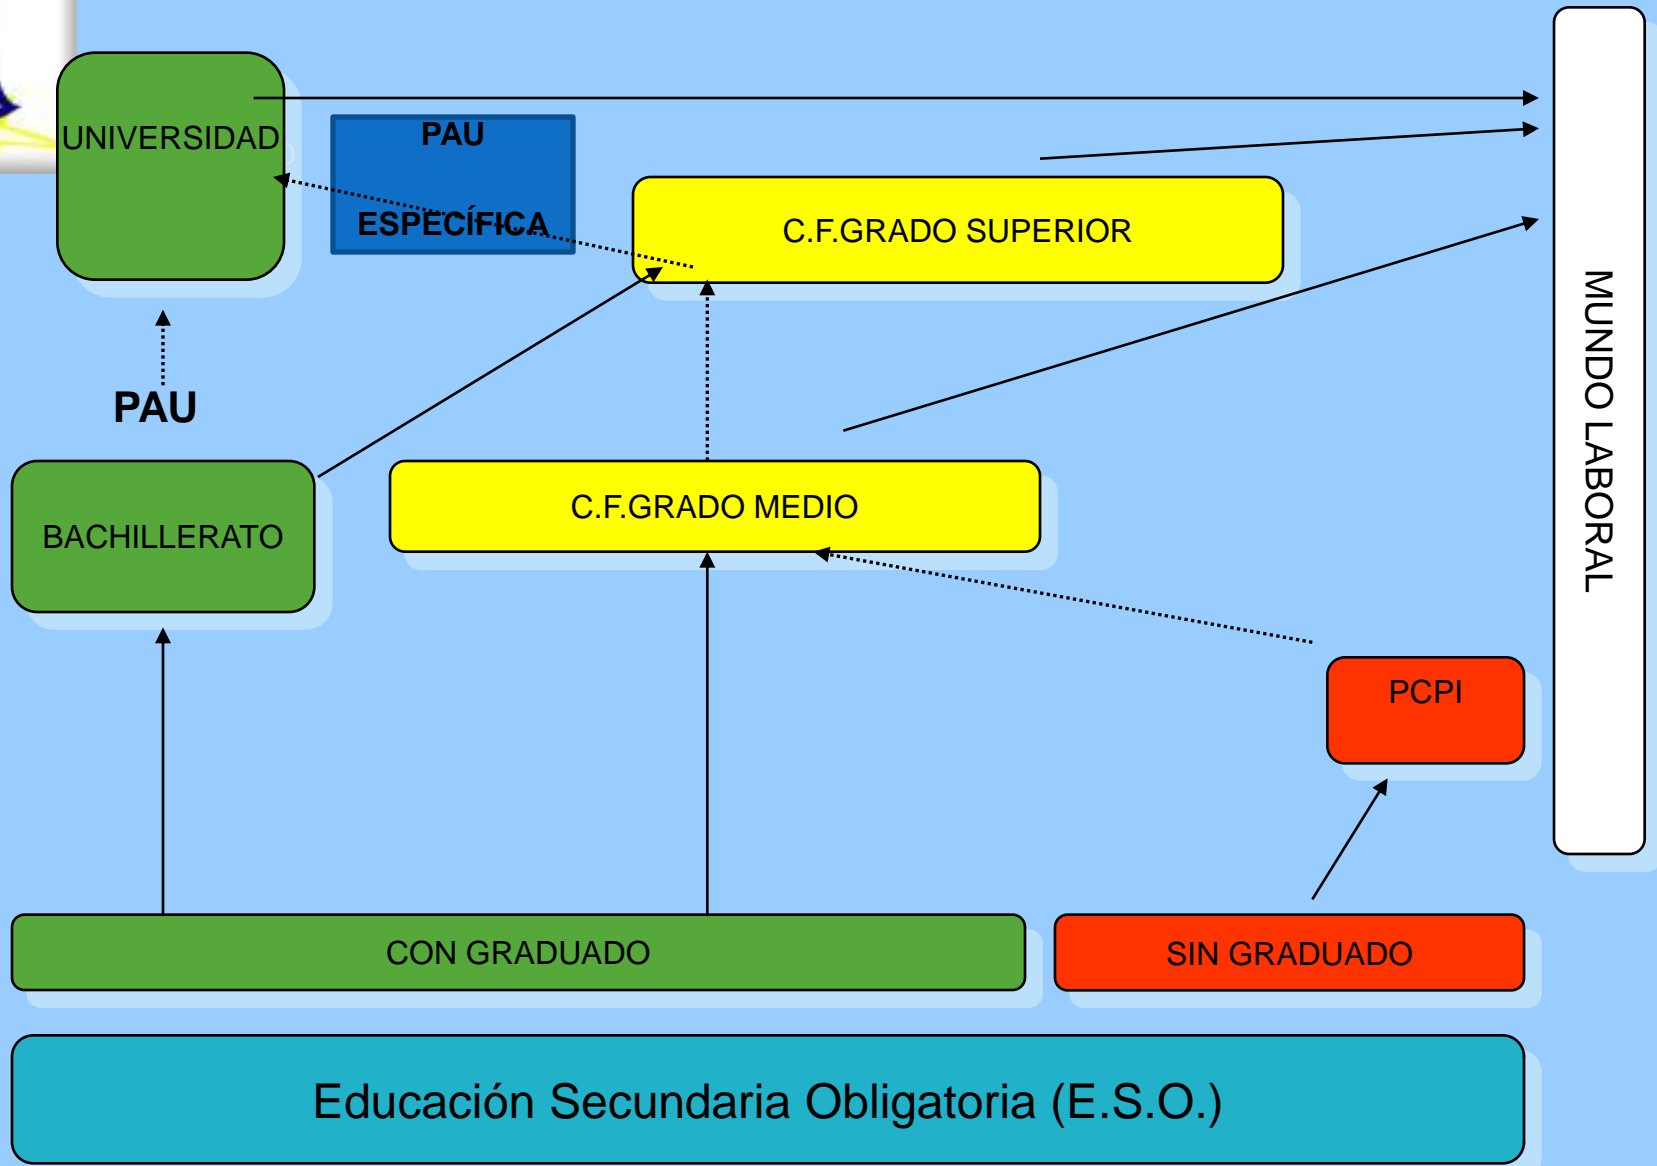 UNIVERSIDAD
PAU
ESPECÍFICA
C.F.GRADO SUPERIOR
MUNDO LABORAL
PAU
BACHILLERATO
C.F.GRADO MEDIO
PCPI
CON GRADUADO
SIN GRADUADO
Educación Secundaria Obligatoria (E.S.O.)